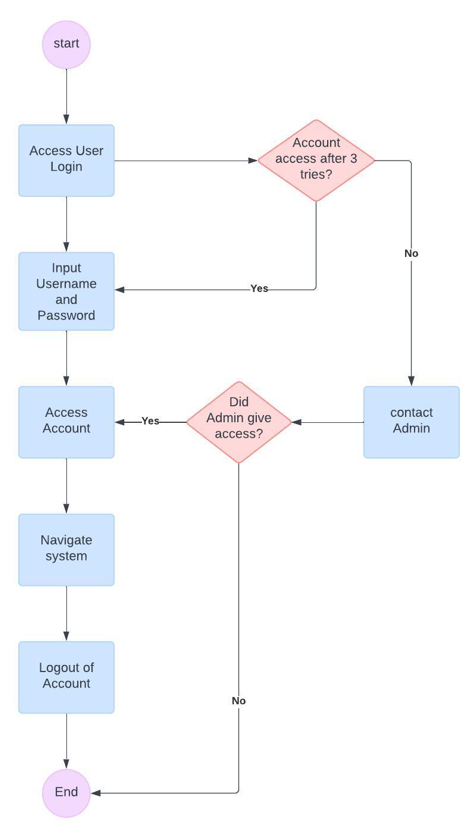 start
Access User
Login
Account
access after 3
tries?
No
Input
Username
and
Password
Yes
Access
Account
Yes
Did
Admin give
access?
contact
Admin
Navigate
system
Logout of
Account
No
End